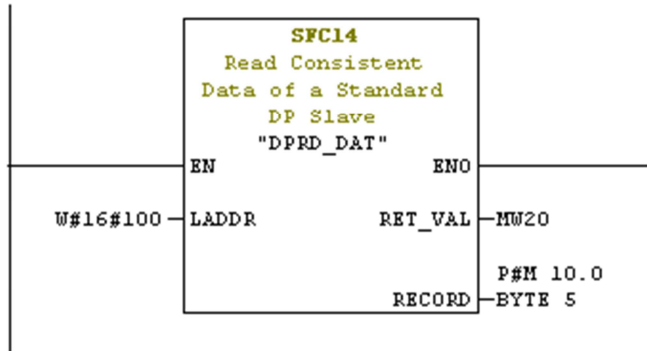 SFC14
Read Consistent
Data of a Standard
DP Slave
"DPRD_DAT"
EN ENO
W#16#100 LADDR RET_VAL MW20
P#M 10.0
RECORD BYTE 5